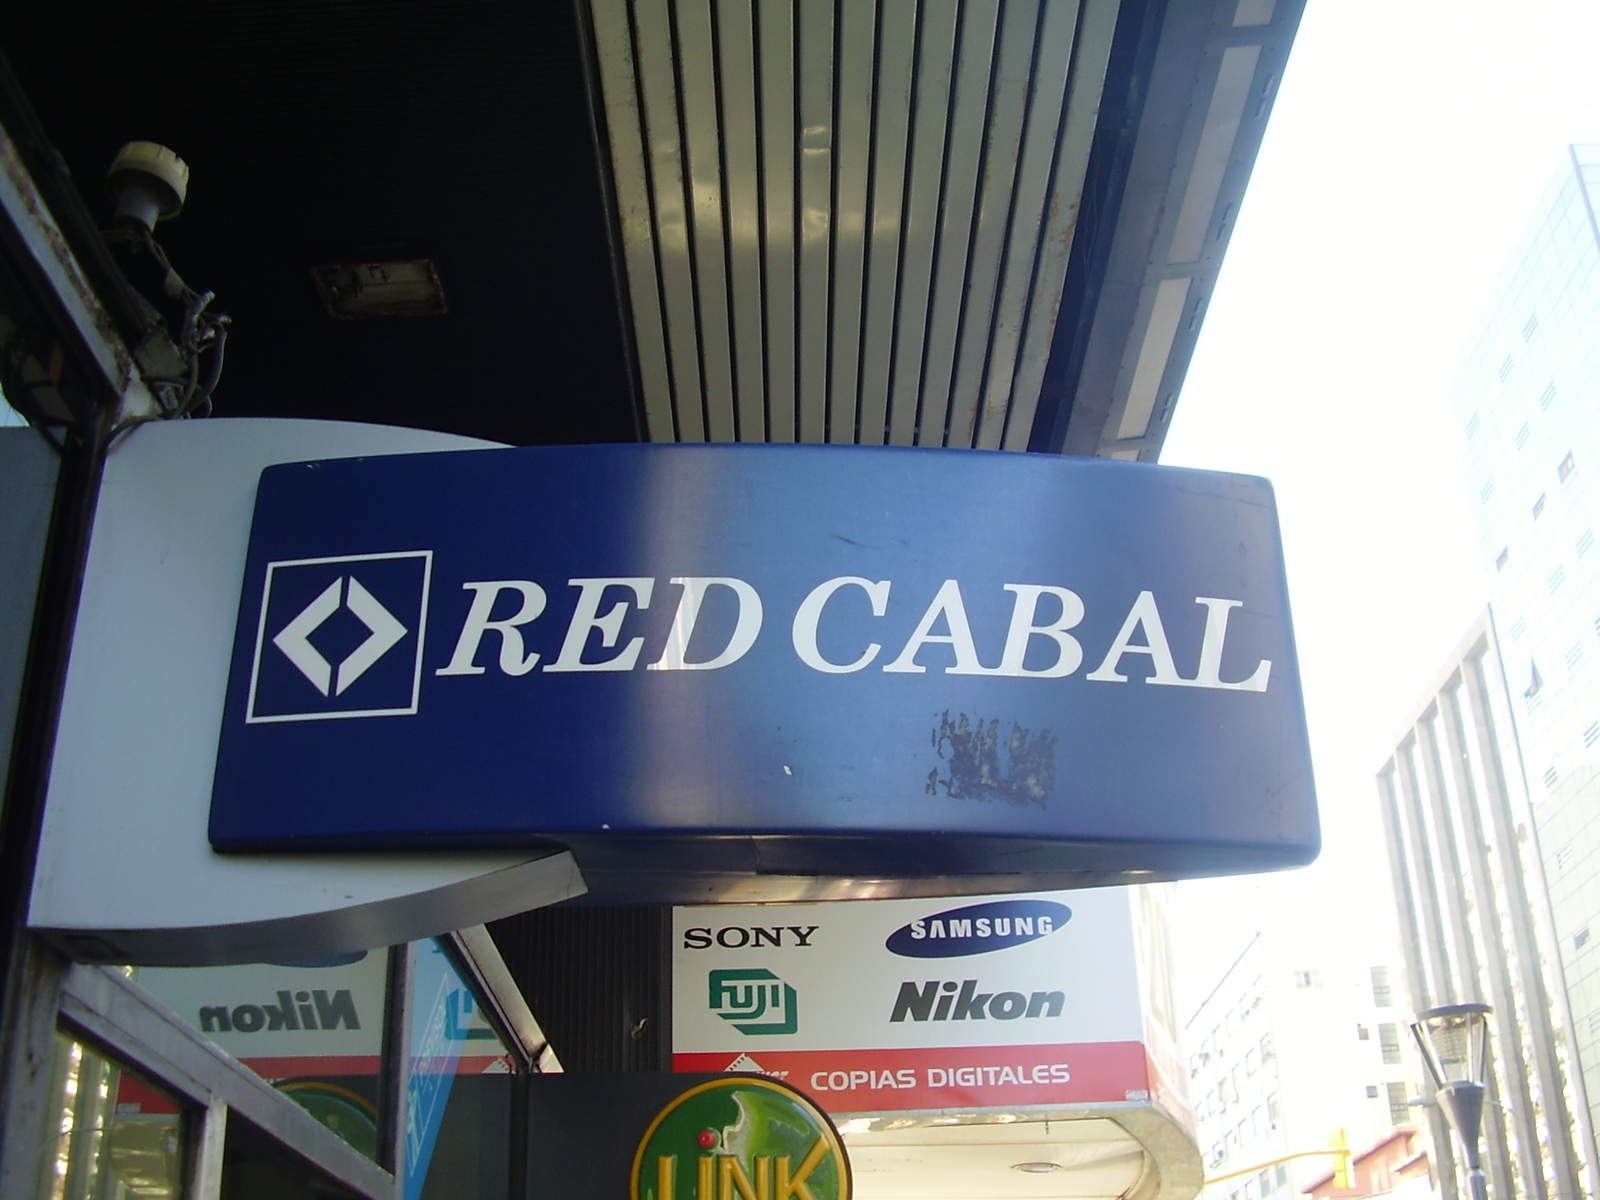 RED CABAL
SONY
SAMSUNG
FUJI
Nikon
Nikon
COPIAS DIGITALES
LINK